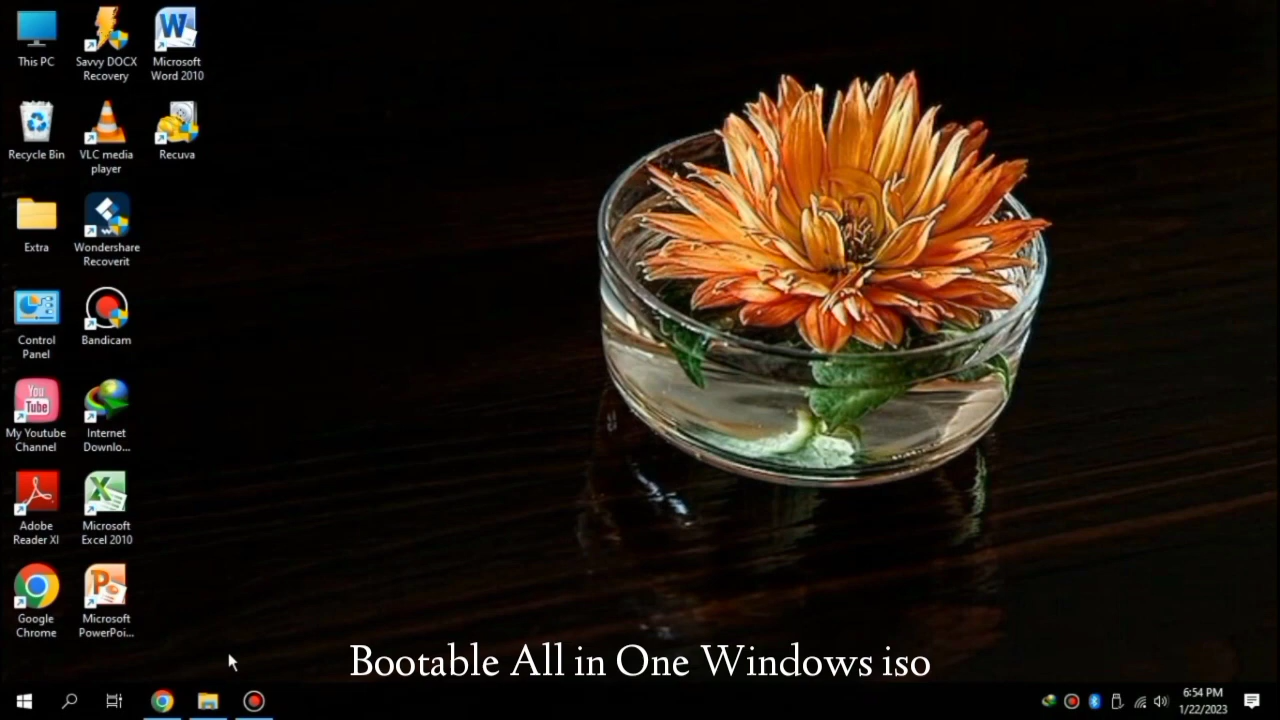 This PC
Savvy DOCX
Recovery
Microsoft
Word 2010
Recycle Bin
VLC media
player
Recuva
Extra
Wondershare
Recoverit
Control
Panel
Bandicam
You
Tube
My Youtube
Channel
Internet
Downlo...
Adobe
Reader XI
Microsoft
Excel 2010
Google
Chrome
Microsoft
PowerPoi...
Bootable All in One Windows iso
6:54 PM
1/22/2023